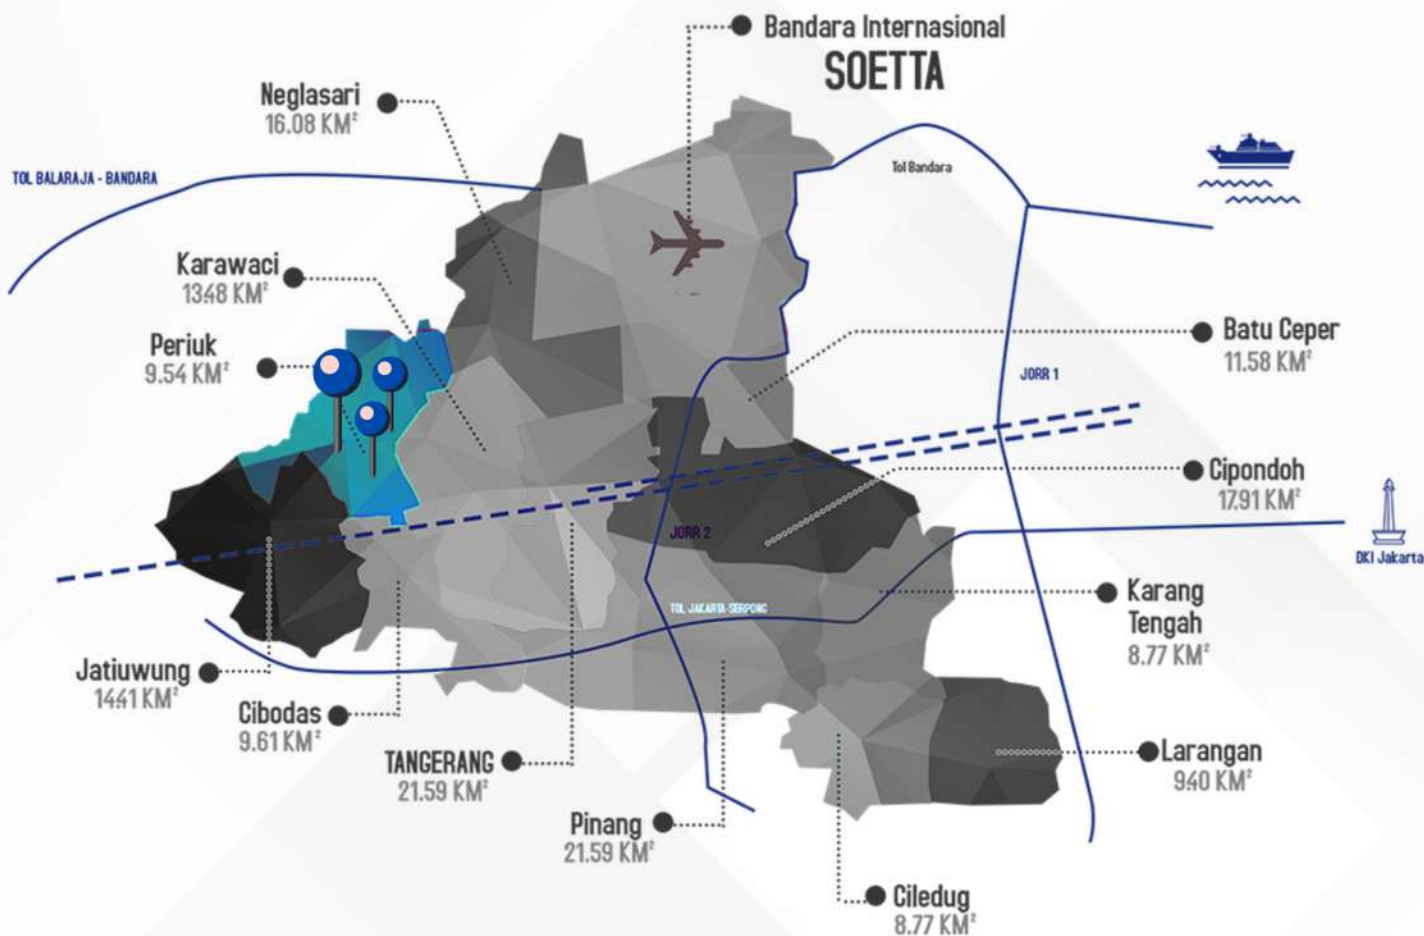 Bandara Internasional
SOETTA
Neglasari
16.08 KM²
TOL BALARAJA - BANDARA
Tol Bandara
Karawaci
13.48 KM²
Periuk
9.54 KM²
Batu Ceper
11.58 KM²
JORR 1
Cipondoh
17.91 KM²
JORR 2
DKI Jakarta
TOL JAKARTA-SERPONG
Karang
Tengah
8.77 KM²
Jatiuwung
14.41 KM²
Cibodas
9.61 KM²
TANGERANG
21.59 KM²
Larangan
9.40 KM²
Pinang
21.59 KM²
Ciledug
8.77 KM²